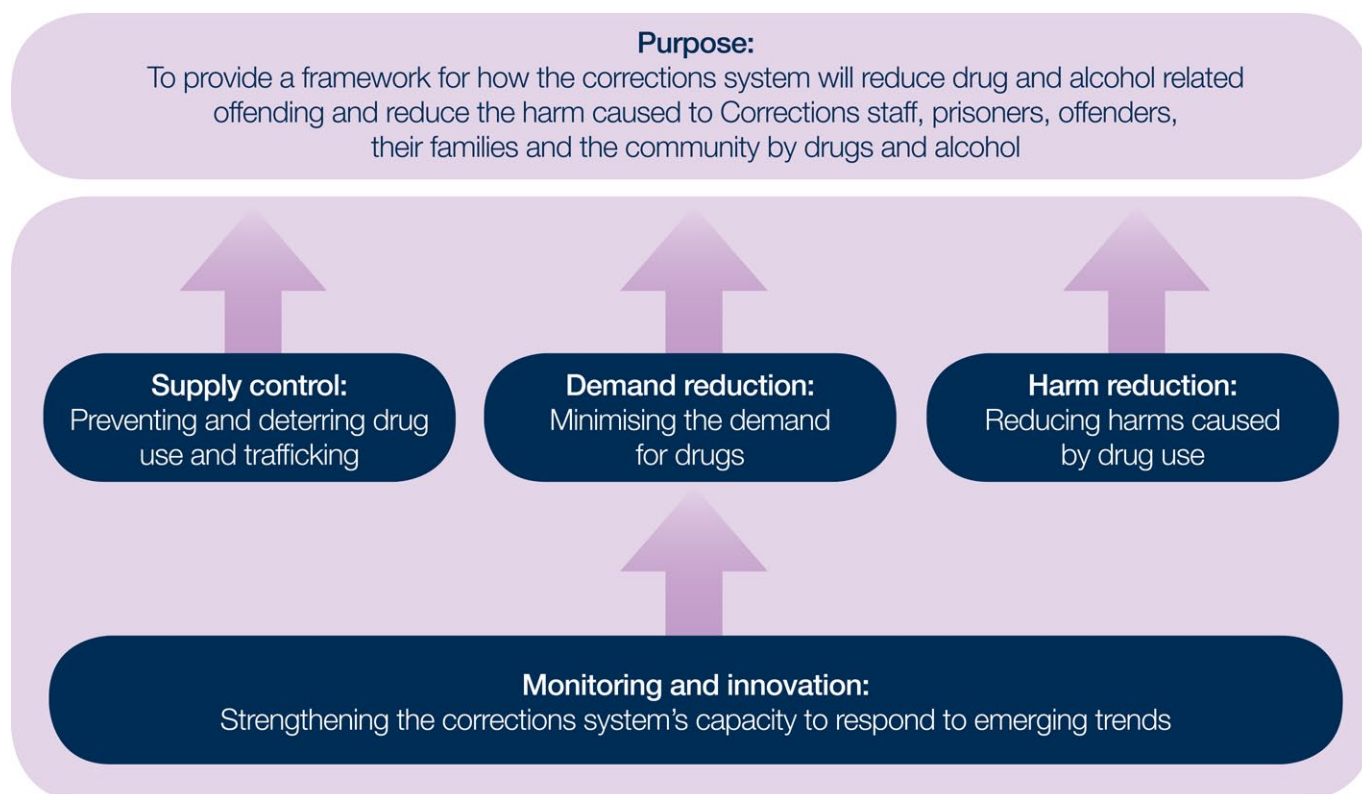 Purpose:
To provide a framework for how the corrections system will reduce drug and alcohol related
offending and reduce the harm caused to Corrections staff, prisoners, offenders,
their families and the community by drugs and alcohol
Supply control:
Preventing and deterring drug
use and trafficking
Demand reduction:
Minimising the demand
for drugs
Harm reduction:
Reducing harms caused
by drug use
Monitoring and innovation:
Strengthening the corrections system’s capacity to respond to emerging trends